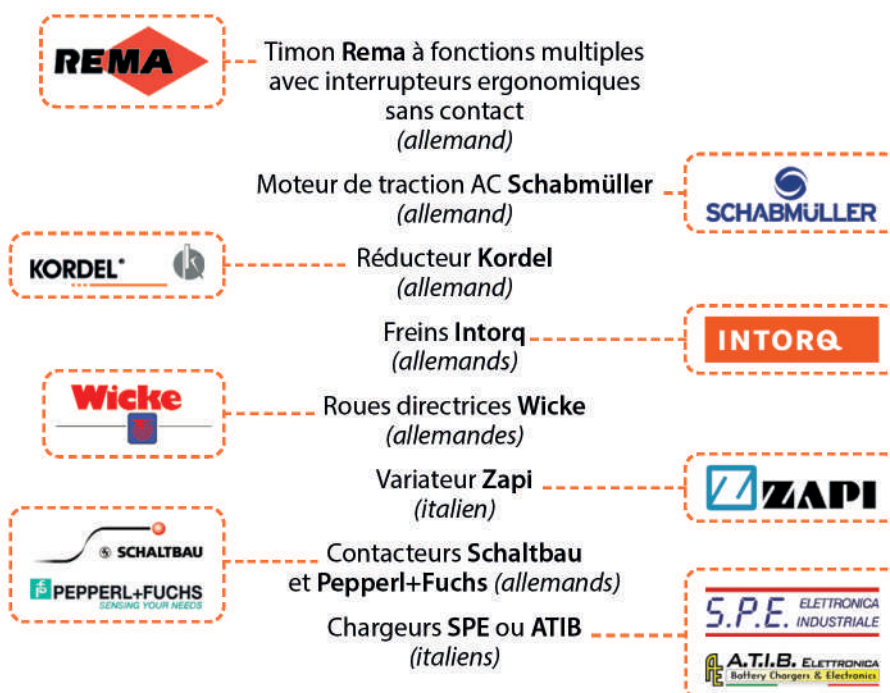 REMA
Timon Rema à fonctions multiples
avec interrupteurs ergonomiques
sans contact
(allemand)
Moteur de traction AC Schabmüller
(allemand)
SCHABMÜLLER
KORDEL®
k
Réducteur Kordel
(allemand)
Freins Intorq
(allemands)
INTORQ
Wicke
Roues directrices Wicke
(allemandes)
Variateur Zapi
(italien)
ZAPI
SCHALTBAU
PEPPERL+FUCHS
SENSING YOUR NEEDS
Contacteurs Schaltbau
et Pepperl+Fuchs (allemands)
Chargeurs SPE ou ATIB
(italiens)
S.P.E. ELETTRONICA
INDUSTRIALE
A.T.I.B. ELETTRONICA
Battery Chargers & Electronics